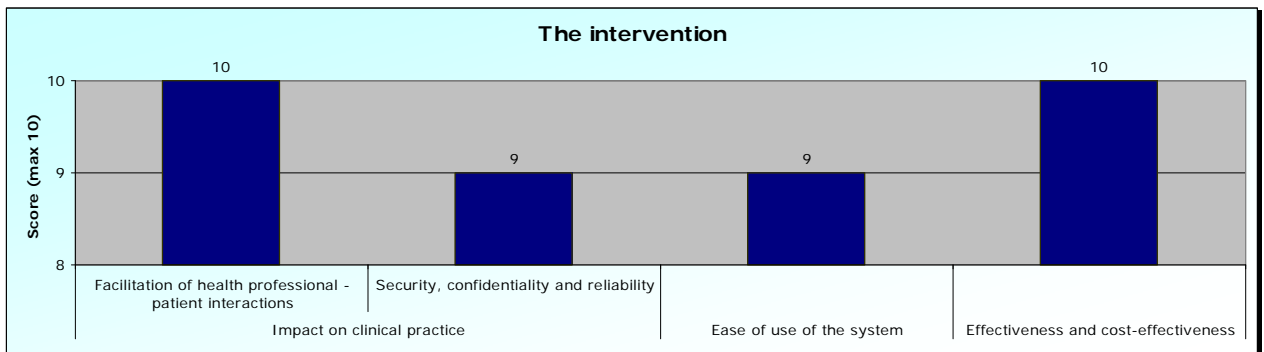 The intervention
Score (max 10)
10
9
8
10
9
9
10
Facilitation of health professional -
patient interactions
Security, confidentiality and reliability
Impact on clinical practice
Ease of use of the system
Effectiveness and cost-effectiveness